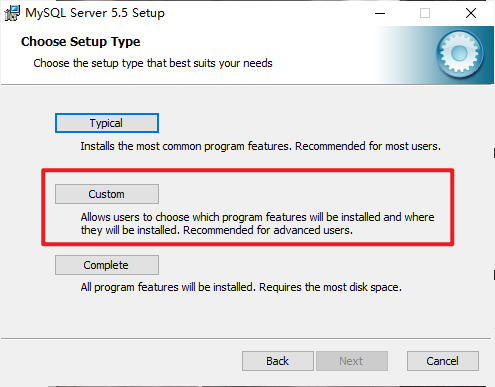 MySQL Server 5.5 Setup
Choose Setup Type
Choose the setup type that best suits your needs
Typical
Installs the most common program features. Recommended for most users.
Custom
Allows users to choose which program features will be installed and where
they will be installed. Recommended for advanced users.
Complete
All program features will be installed. Requires the most disk space.
Back Next Cancel